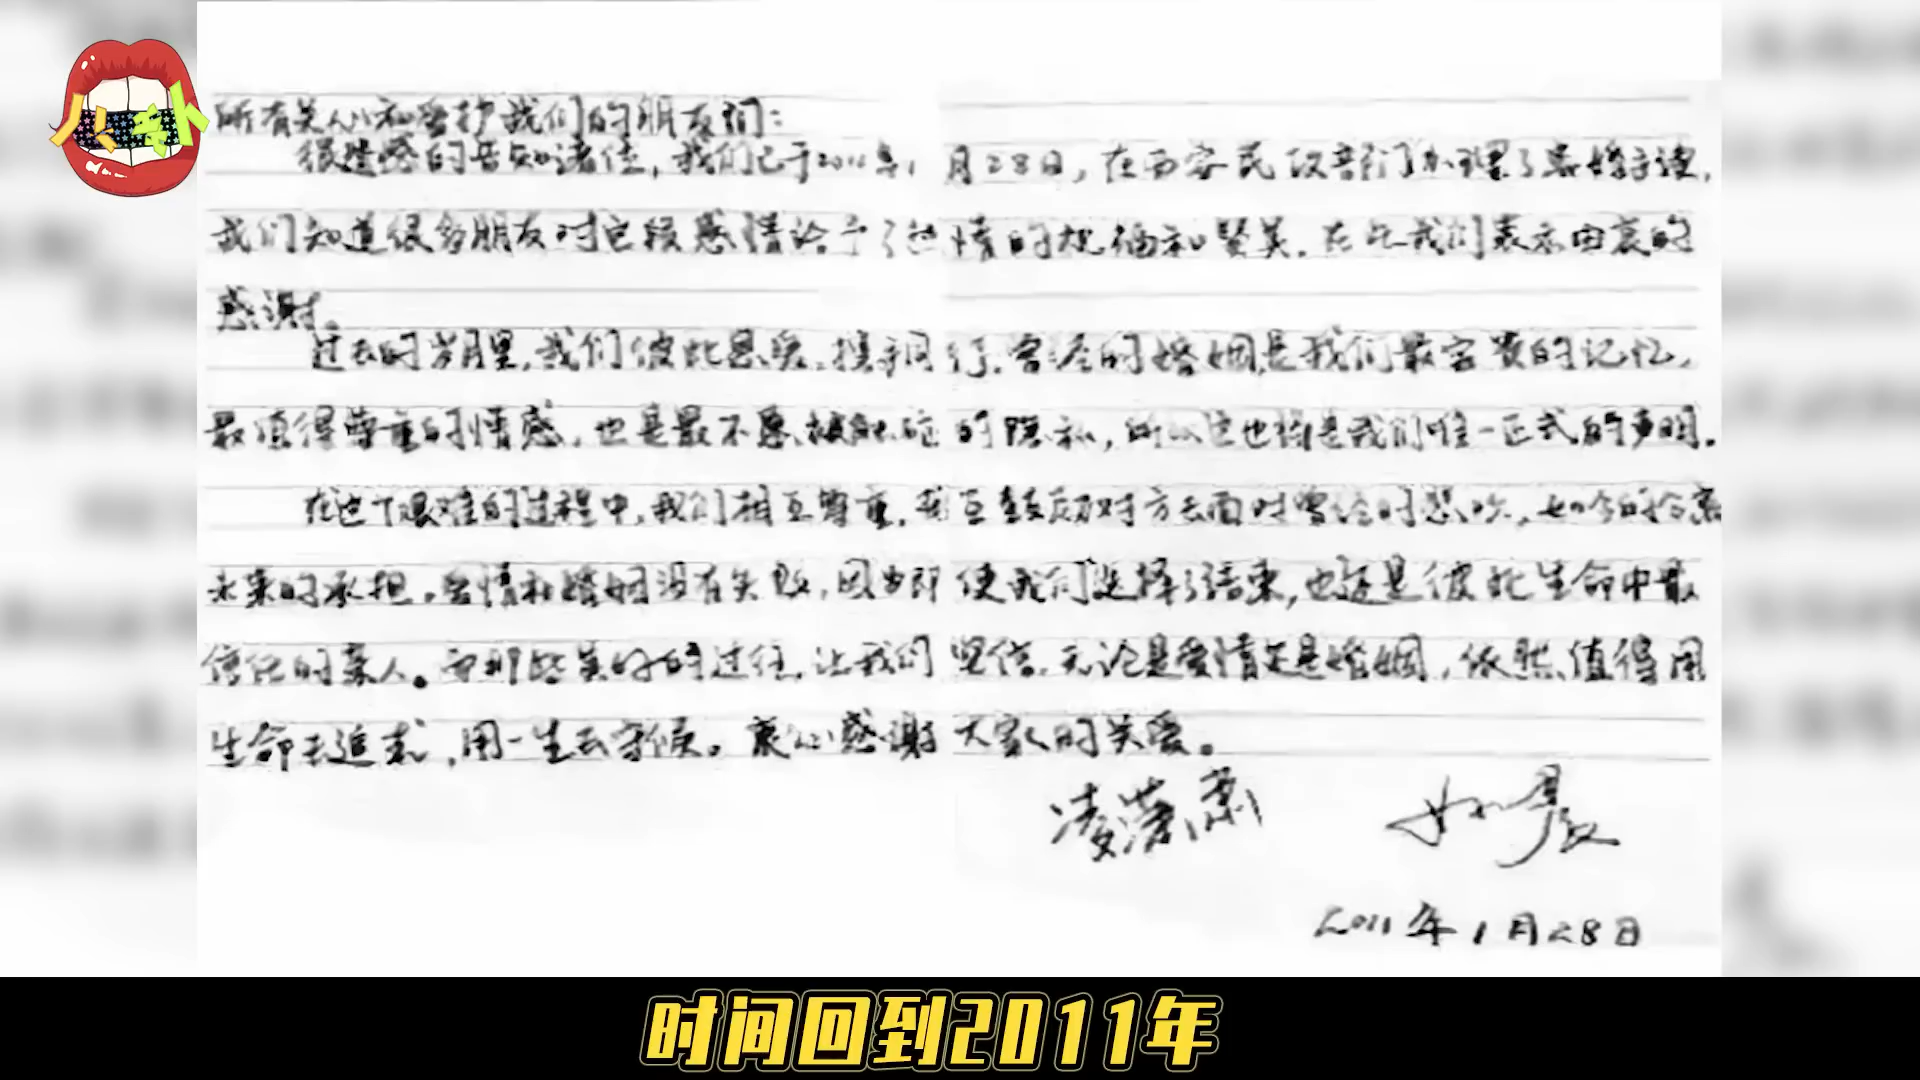 八卦
所有关心和爱护我们的朋友们：
很遗憾的告知诸位，我们已于2011年1月28日，在西安民政部门办理了离婚手续，
我们知道很多朋友对这段感情给予了热情的祝福和赞美，在此我们表示由衷的
感谢。
过去的岁月里，我们彼此恩爱，携手同行，曾经的婚姻，是我们最宝贵的记忆，
最值得尊重的情感，也是最不愿被触碰的隐私，所以这也将是我们唯一正式的声明。
在这个艰难的过程中，我们相互尊重，相互鼓励对方去面对曾经的悲欢，如今的分离
未来的承担。爱情和婚姻没有失败，因为即使我们选择了结束，也还是彼此生命中最
信任的亲人。而那些美好的过往，让我们坚信，无论是爱情还是婚姻，依然值得用
生命去追求，用一生去守候。衷心感谢大家的关爱。
凌潇肃
2011年1月28日
时间回到2011年